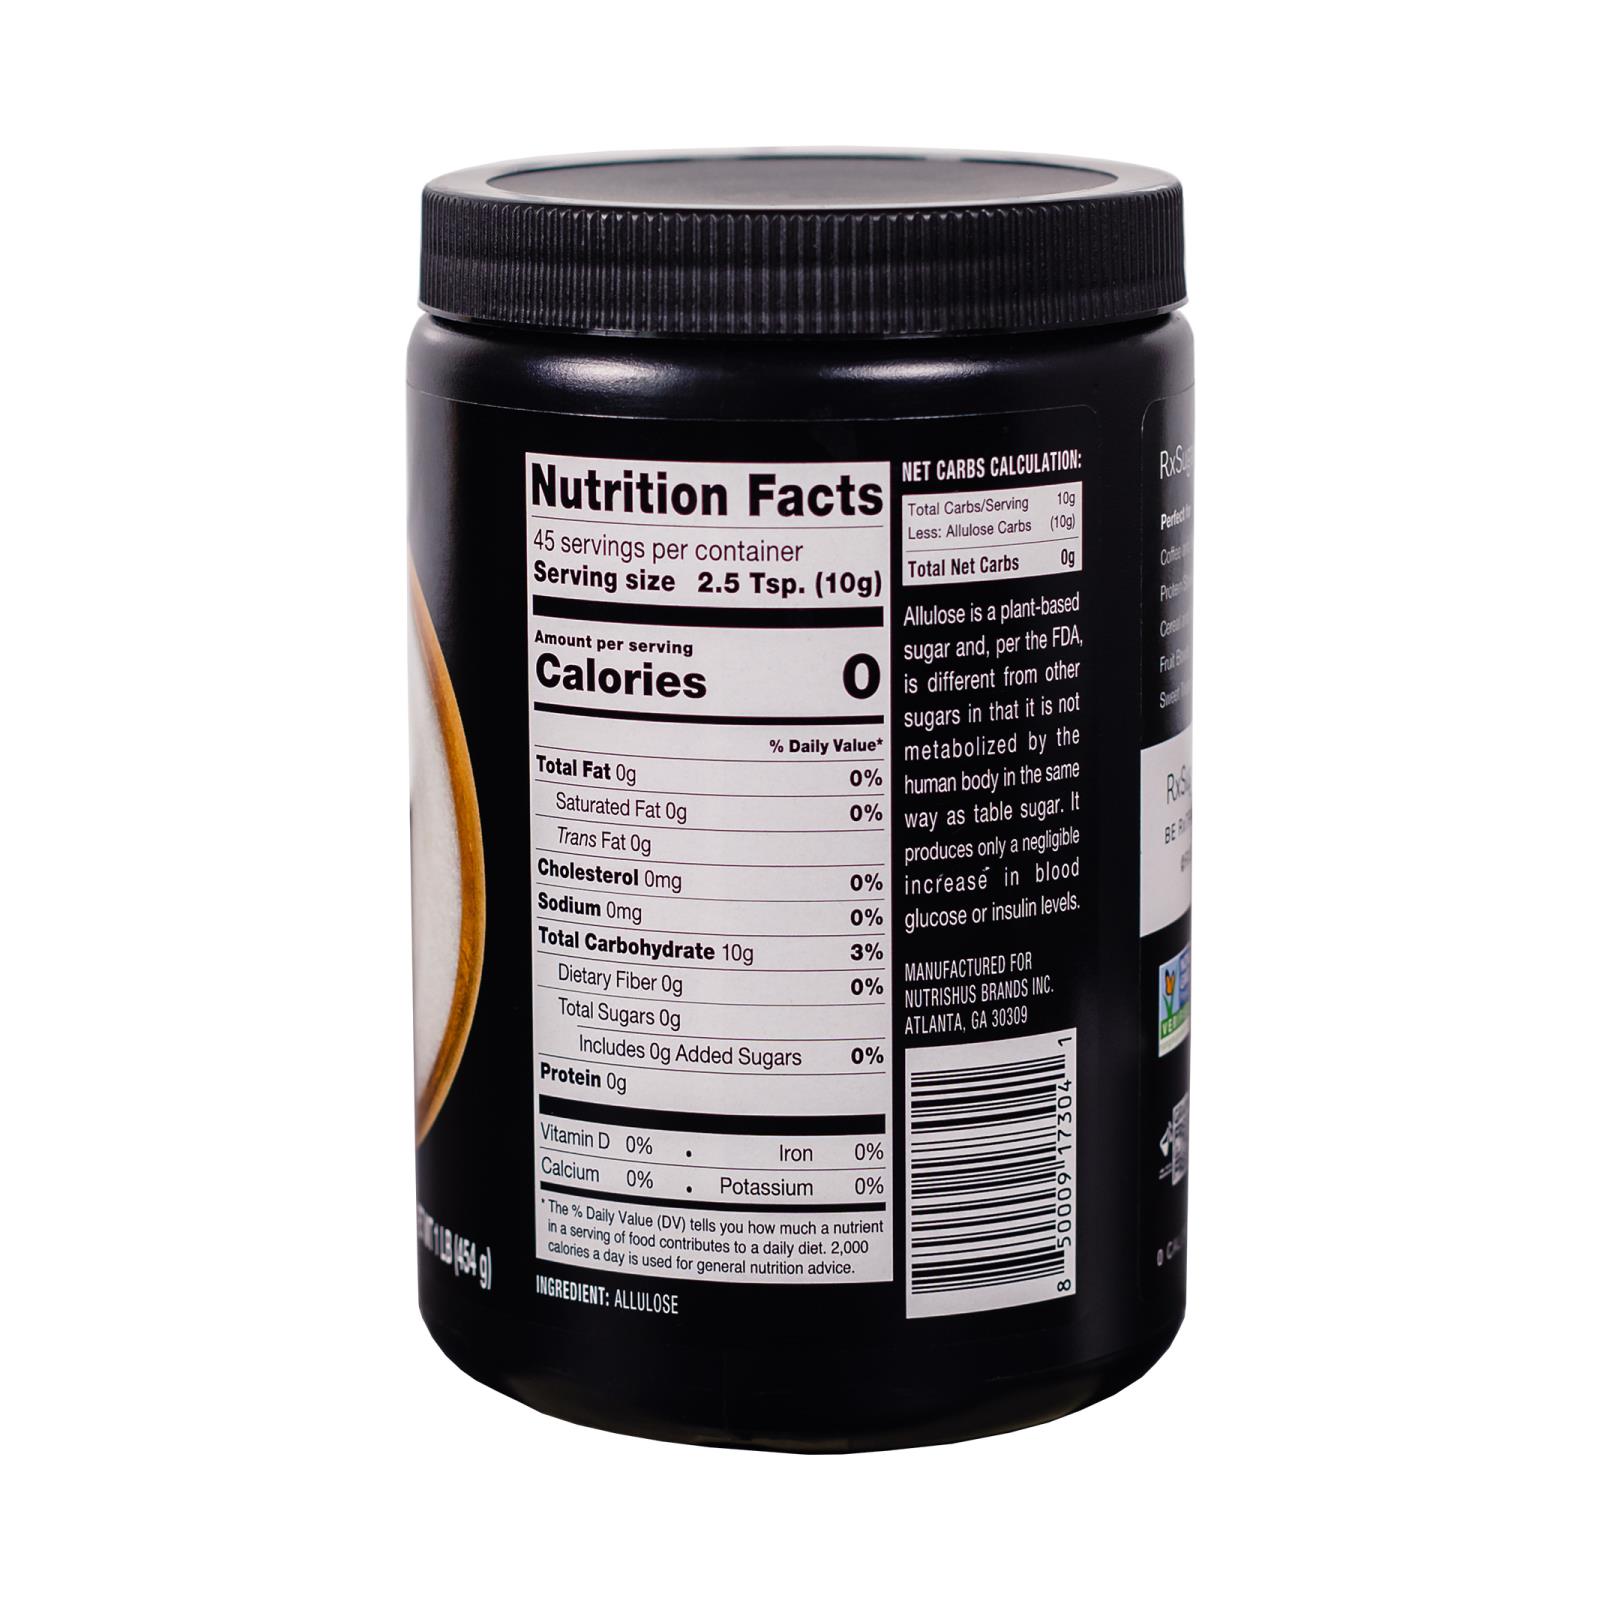 Nutrition Facts
45 servings per container
Serving size 2.5 Tsp. (10g)
Amount per serving
Calories 0
% Daily Value*
Total Fat 0g 0%
Saturated Fat 0g 0%
Trans Fat 0g
Cholesterol 0mg 0%
Sodium 0mg 0%
Total Carbohydrate 10g 3%
Dietary Fiber 0g 0%
Total Sugars 0g
Includes 0g Added Sugars 0%
Protein 0g
Vitamin D 0% • Iron 0%
Calcium 0% • Potassium 0%
* The % Daily Value (DV) tells you how much a nutrient
in a serving of food contributes to a daily diet. 2,000
calories a day is used for general nutrition advice.
INGREDIENT: ALLULOSE
NET CARBS CALCULATION:
Total Carbs/Serving 10g
Less: Allulose Carbs (10g)
Total Net Carbs 0g
Allulose is a plant-based
sugar and, per the FDA,
is different from other
sugars in that it is not
metabolized by the
human body in the same
way as table sugar. It
produces only a negligible
increase in blood
glucose or insulin levels.
MANUFACTURED FOR
NUTRISHUS BRANDS INC.
ATLANTA, GA 30309
8 50009 17304 1
1 LB (454 g)
Perfect for
Coffee
Fruit
Sweet
BE
0